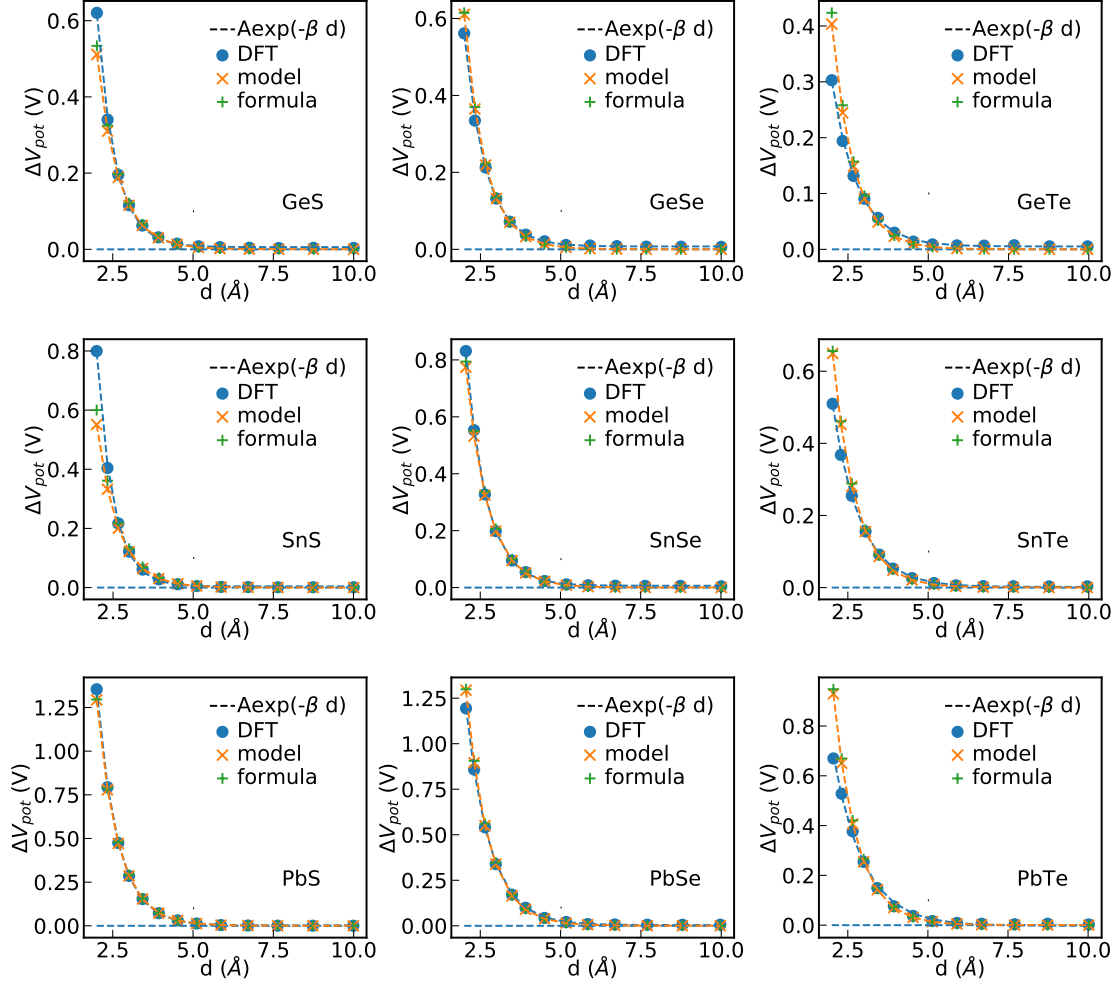 0.6
0.4
0.2
0.0
ΔV_pot (V)
Aexp(-β d)
DFT
model
formula
GeS
2.5 5.0 7.5 10.0
d (Å)
0.6
0.4
0.2
0.0
ΔV_pot (V)
Aexp(-β d)
DFT
model
formula
GeSe
2.5 5.0 7.5 10.0
d (Å)
0.4
0.3
0.2
0.1
0.0
ΔV_pot (V)
Aexp(-β d)
DFT
model
formula
GeTe
2.5 5.0 7.5 10.0
d (Å)
0.8
0.6
0.4
0.2
0.0
ΔV_pot (V)
Aexp(-β d)
DFT
model
formula
SnS
2.5 5.0 7.5 10.0
d (Å)
0.8
0.6
0.4
0.2
0.0
ΔV_pot (V)
Aexp(-β d)
DFT
model
formula
SnSe
2.5 5.0 7.5 10.0
d (Å)
0.6
0.4
0.2
0.0
ΔV_pot (V)
Aexp(-β d)
DFT
model
formula
SnTe
2.5 5.0 7.5 10.0
d (Å)
1.25
1.00
0.75
0.50
0.25
0.00
ΔV_pot (V)
Aexp(-β d)
DFT
model
formula
PbS
2.5 5.0 7.5 10.0
d (Å)
1.25
1.00
0.75
0.50
0.25
0.00
ΔV_pot (V)
Aexp(-β d)
DFT
model
formula
PbSe
2.5 5.0 7.5 10.0
d (Å)
0.8
0.6
0.4
0.2
0.0
ΔV_pot (V)
Aexp(-β d)
DFT
model
formula
PbTe
2.5 5.0 7.5 10.0
d (Å)